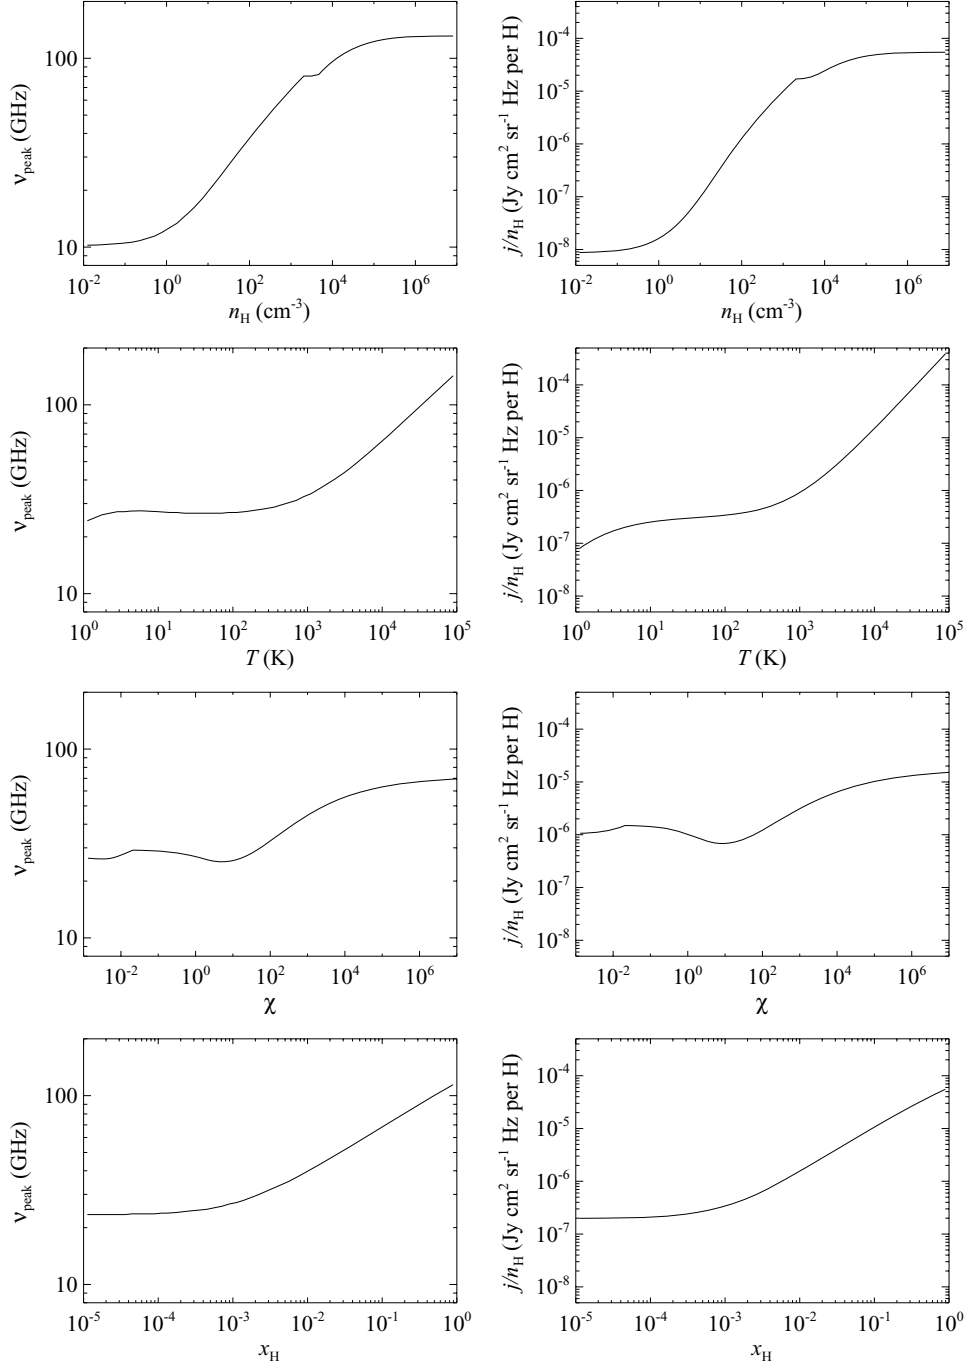 ν_peak (GHz)
100
10
10^-2 10^0 10^2 10^4 10^6
n_H (cm^-3)
j/n_H (Jy cm^2 sr^-1 Hz per H)
10^-4
10^-5
10^-6
10^-7
10^-8
10^-2 10^0 10^2 10^4 10^6
n_H (cm^-3)
ν_peak (GHz)
100
10
10^0 10^1 10^2 10^3 10^4 10^5
T (K)
j/n_H (Jy cm^2 sr^-1 Hz per H)
10^-4
10^-5
10^-6
10^-7
10^-8
10^0 10^1 10^2 10^3 10^4 10^5
T (K)
ν_peak (GHz)
100
10
10^-2 10^0 10^2 10^4 10^6
χ
j/n_H (Jy cm^2 sr^-1 Hz per H)
10^-4
10^-5
10^-6
10^-7
10^-8
10^-2 10^0 10^2 10^4 10^6
χ
ν_peak (GHz)
100
10
10^-5 10^-4 10^-3 10^-2 10^-1 10^0
x_H
j/n_H (Jy cm^2 sr^-1 Hz per H)
10^-4
10^-5
10^-6
10^-7
10^-8
10^-5 10^-4 10^-3 10^-2 10^-1 10^0
x_H